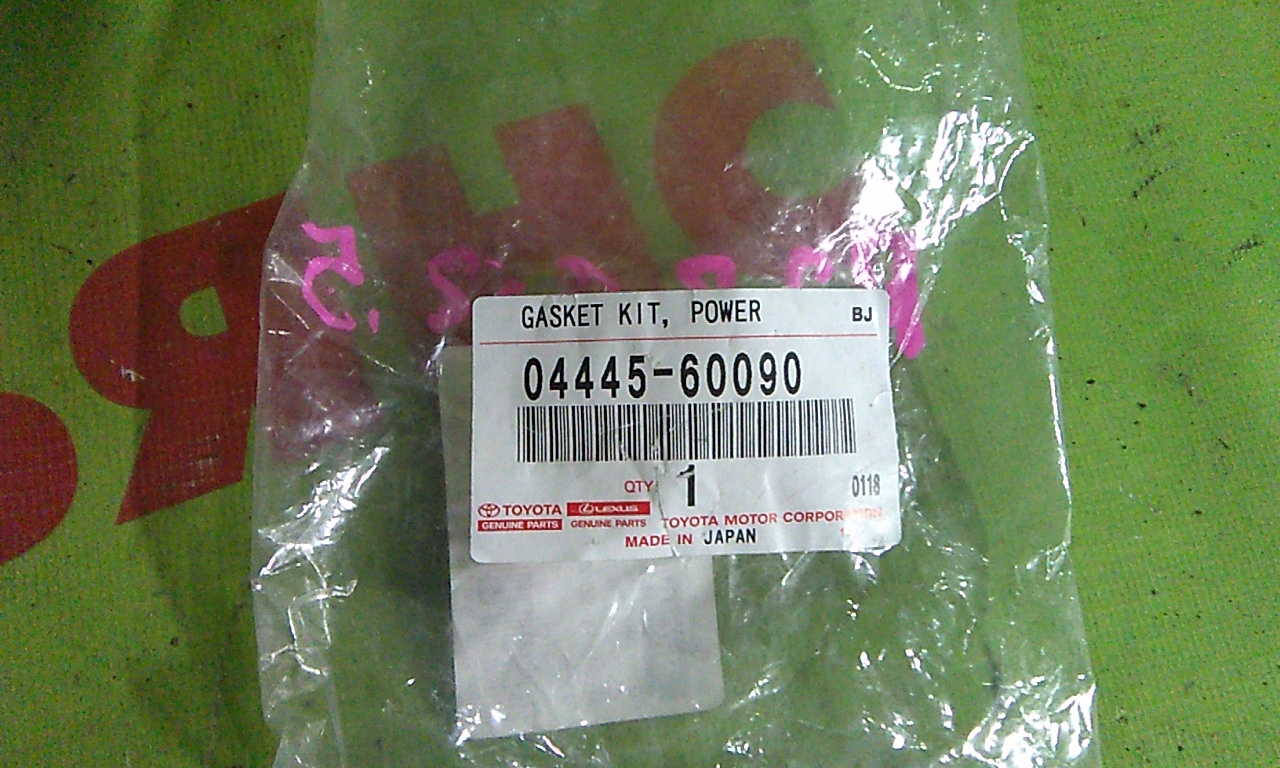 GASKET KIT, POWER BJ
04445-60090
QTY 1 0118
TOYOTA LEXUS
GENUINE PARTS GENUINE PARTS TOYOTA MOTOR CORPORATION
MADE IN JAPAN